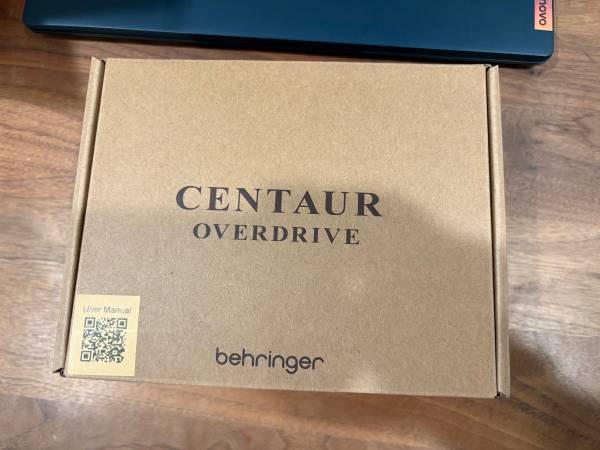 novo
CENTAUR
OVERDRIVE
User Manual
behringer